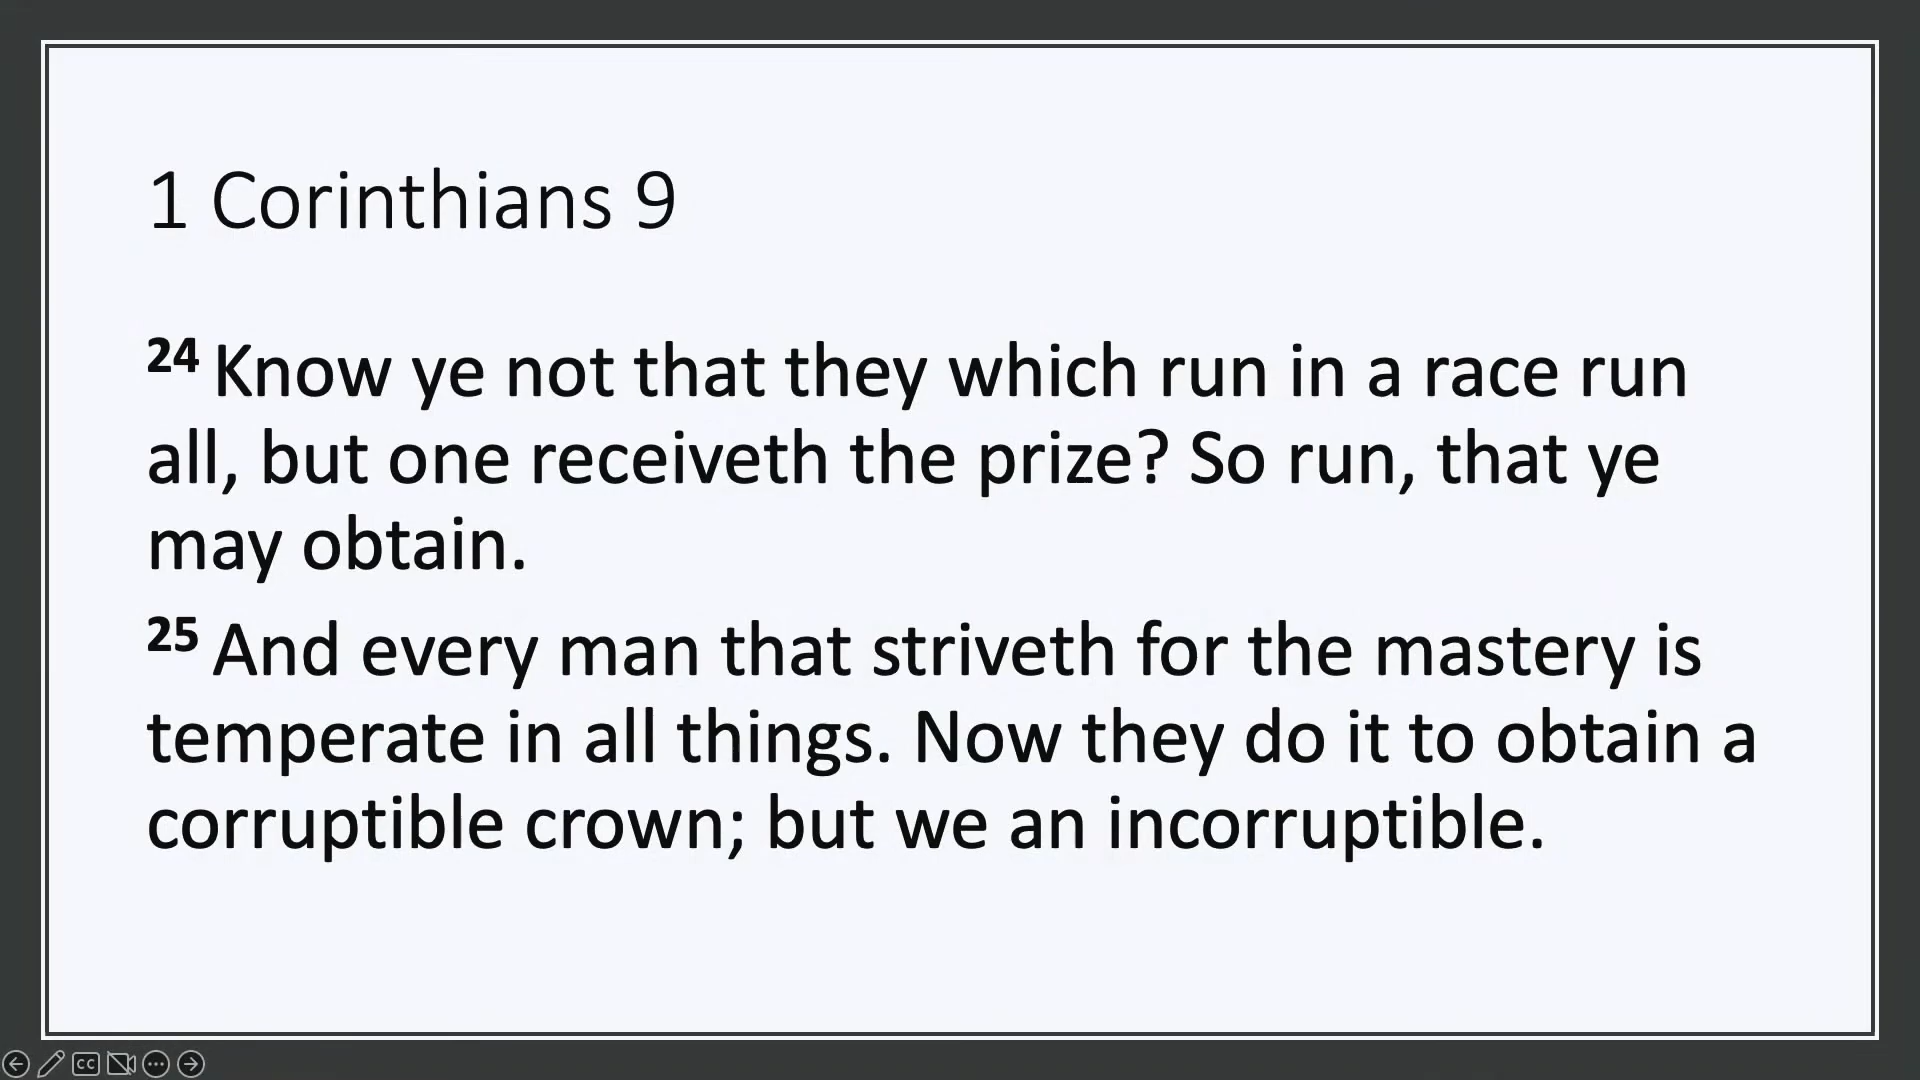 1 Corinthians 9
24 Know ye not that they which run in a race run
all, but one receiveth the prize? So run, that ye
may obtain.
25 And every man that striveth for the mastery is
temperate in all things. Now they do it to obtain a
corruptible crown; but we an incorruptible.
CC